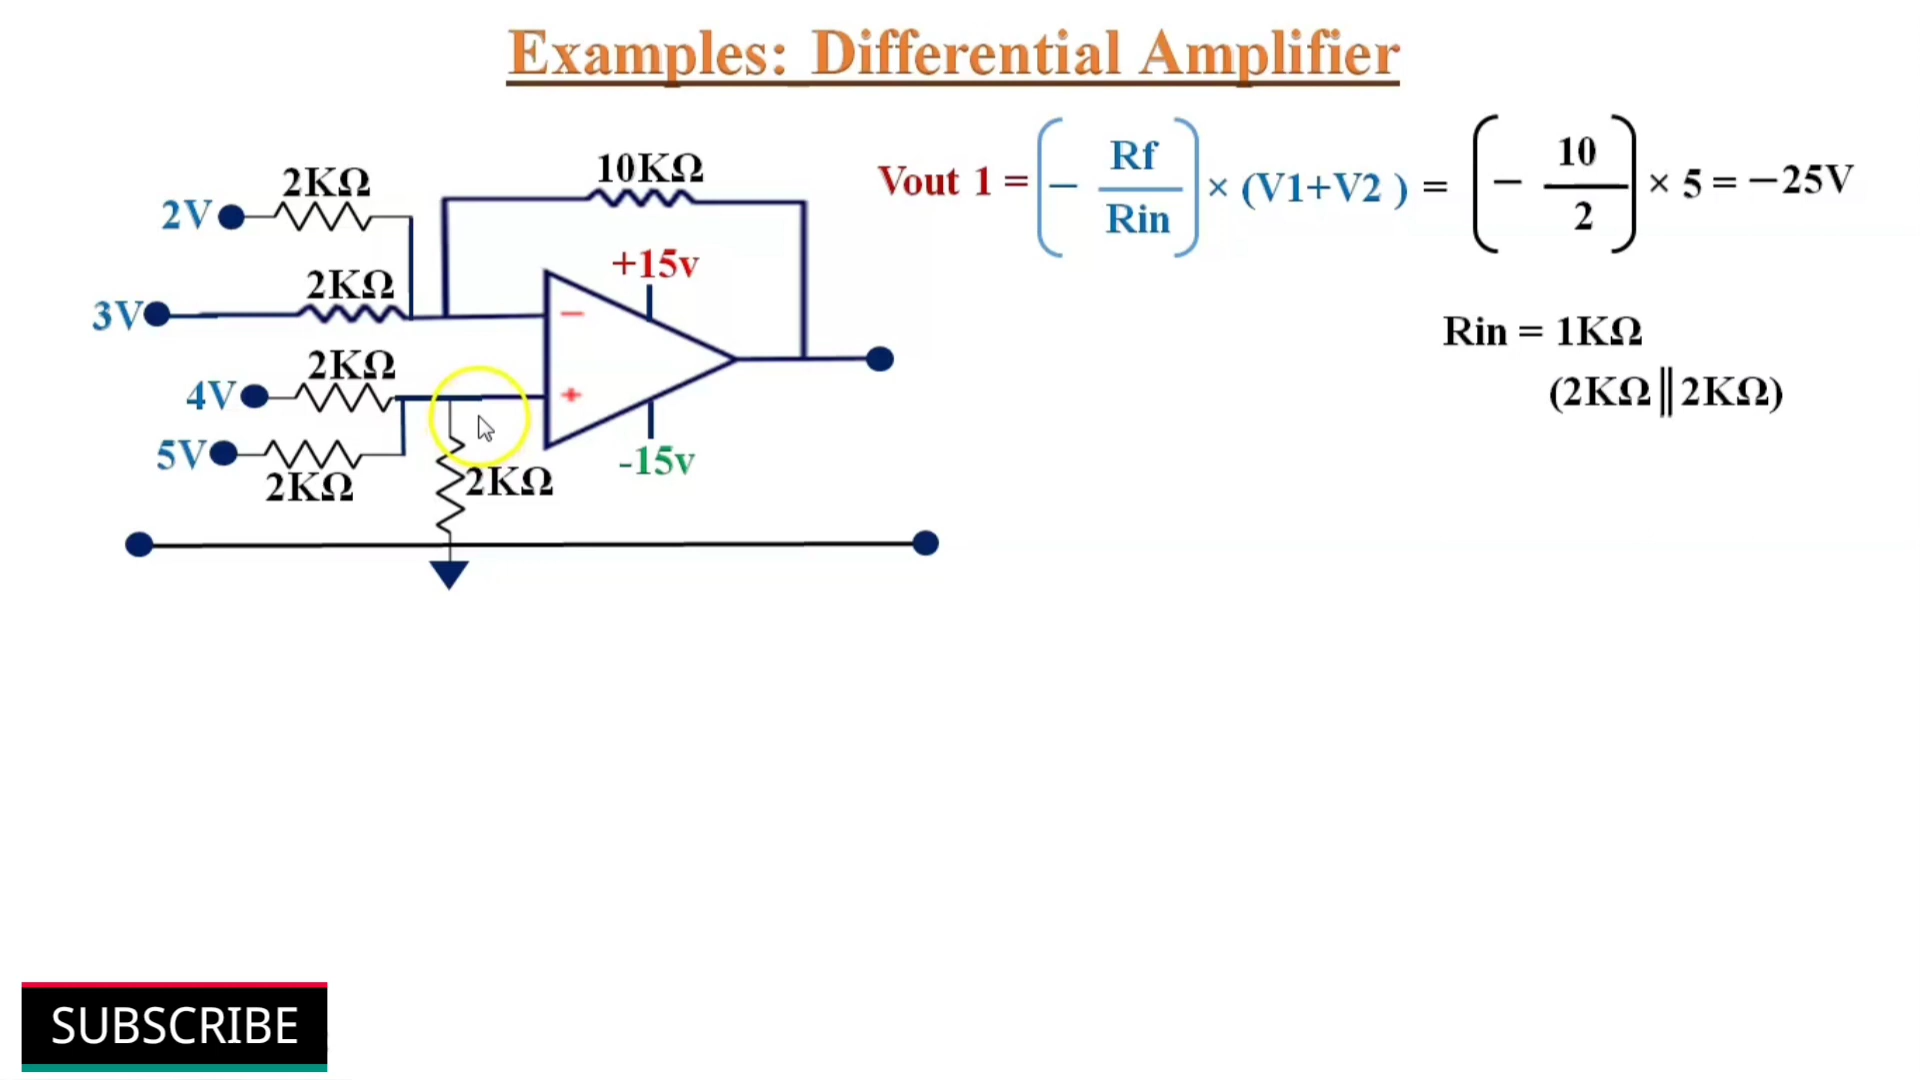 Examples: Differential Amplifier
2KΩ
10KΩ
2V
+15v
2KΩ
3V
−
2KΩ
4V
+
5V
-15v
2KΩ
2KΩ
Vout 1 = ( − Rf / Rin ) × (V1+V2 ) = ( − 10 / 2 ) × 5 = −25V
Rin = 1KΩ
(2KΩ‖2KΩ)
SUBSCRIBE